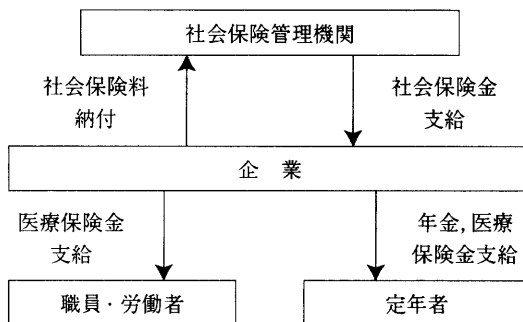 社会保険管理機関
社会保険料
納付
社会保険金
支給
企 業
医療保険金
支給
年金,医療
保険金支給
職員・労働者
定年者